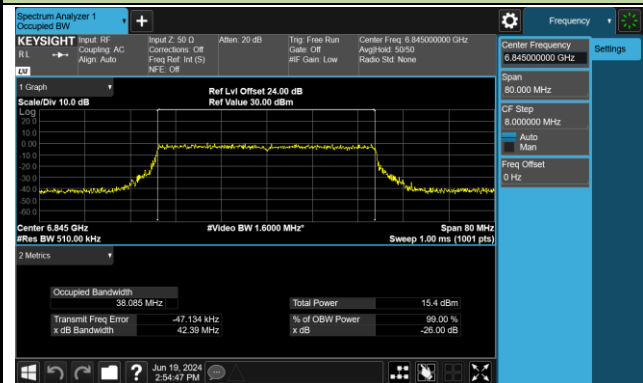 Spectrum Analyzer 1
Occupied BW
Frequency
KEYSIGHT
R L
LXI
Input: RF
Coupling: AC
Align: Auto
Input Z: 50 Ω
Corrections: Off
Freq Ref: Int (S)
NFE: Off
Atten: 20 dB
Trig: Free Run
Gate: Off
#IF Gain: Low
Center Freq: 6.845000000 GHz
Avg|Hold: 50/50
Radio Std: None
Center Frequency
6.845000000 GHz
Settings
Span
80.000 MHz
CF Step
8.000000 MHz
Auto
Man
Freq Offset
0 Hz
1 Graph
Scale/Div 10.0 dB
Ref Lvl Offset 24.00 dB
Ref Value 30.00 dBm
Log
20.0
10.0
0.00
-10.0
-20.0
-30.0
-40.0
-50.0
-60.0
Center 6.845 GHz
#Video BW 1.6000 MHz*
Span 80 MHz
#Res BW 510.00 kHz
Sweep 1.00 ms (1001 pts)
2 Metrics
Occupied Bandwidth
38.085 MHz
Total Power 15.4 dBm
Transmit Freq Error -47.134 kHz
% of OBW Power 99.00 %
x dB Bandwidth 42.39 MHz
x dB -26.00 dB
?
Jun 19, 2024
2:54:47 PM